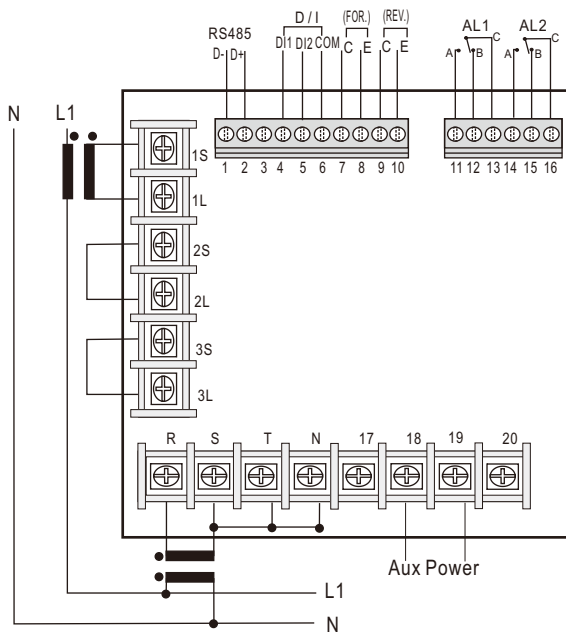 D / I (FOR.) (REV.) AL1 AL2
RS485
D- D+ DI1 DI2 COM C E C E A B C A B C
N L1
1S
1L
2S
2L
3S
3L
1 2 3 4 5 6 7 8 9 10 11 12 13 14 15 16
R S T N 17 18 19 20
Aux Power
L1
N